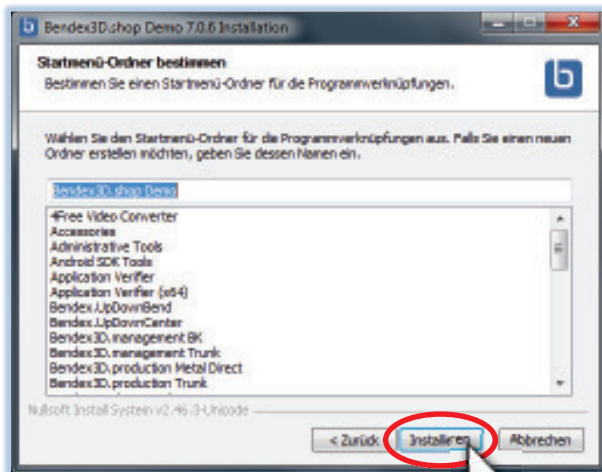 Bendex3D.shop Demo 7.0.6 Installation
Startmenü-Ordner bestimmen
Bestimmen Sie einen Startmenü-Ordner für die Programmverknüpfungen.
b
Wählen Sie den Startmenü-Ordner für die Programmverknüpfungen aus. Falls Sie einen neuen
Ordner erstellen möchten, geben Sie dessen Namen ein.
Bendex3D.shop Demo
4Free Video Converter
Accessories
Administrative Tools
Android SDK Tools
Application Verifier
Application Verifier (x64)
Bendex.UpDownBend
Bendex.UpDownCenter
Bendex3D.management BK
Bendex3D.management Trunk
Bendex3D.production Metal Direct
Bendex3D.production Trunk
Nullsoft Install System v2.46.3-Unicode
< Zurück
Installieren
Abbrechen